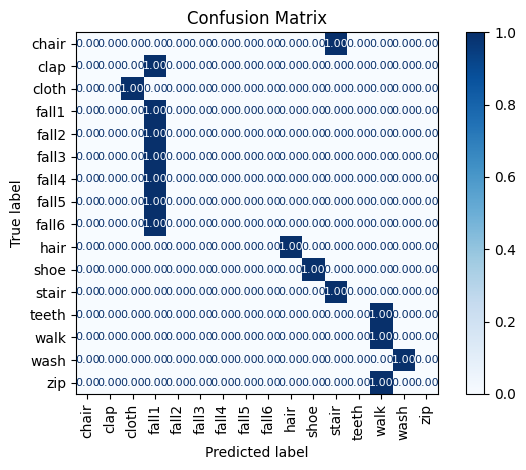 Confusion Matrix
True label
chair 0.00 0.00 0.00 0.00 0.00 0.00 0.00 0.00 0.00 0.00 0.00 1.00 0.00 0.00 0.00 0.00
clap 0.00 0.00 0.00 1.00 0.00 0.00 0.00 0.00 0.00 0.00 0.00 0.00 0.00 0.00 0.00 0.00
cloth 0.00 0.00 1.00 0.00 0.00 0.00 0.00 0.00 0.00 0.00 0.00 0.00 0.00 0.00 0.00 0.00
fall1 0.00 0.00 0.00 1.00 0.00 0.00 0.00 0.00 0.00 0.00 0.00 0.00 0.00 0.00 0.00 0.00
fall2 0.00 0.00 0.00 1.00 0.00 0.00 0.00 0.00 0.00 0.00 0.00 0.00 0.00 0.00 0.00 0.00
fall3 0.00 0.00 0.00 1.00 0.00 0.00 0.00 0.00 0.00 0.00 0.00 0.00 0.00 0.00 0.00 0.00
fall4 0.00 0.00 0.00 1.00 0.00 0.00 0.00 0.00 0.00 0.00 0.00 0.00 0.00 0.00 0.00 0.00
fall5 0.00 0.00 0.00 1.00 0.00 0.00 0.00 0.00 0.00 0.00 0.00 0.00 0.00 0.00 0.00 0.00
fall6 0.00 0.00 0.00 1.00 0.00 0.00 0.00 0.00 0.00 0.00 0.00 0.00 0.00 0.00 0.00 0.00
hair 0.00 0.00 0.00 0.00 0.00 0.00 0.00 0.00 0.00 1.00 0.00 0.00 0.00 0.00 0.00 0.00
shoe 0.00 0.00 0.00 0.00 0.00 0.00 0.00 0.00 0.00 0.00 1.00 0.00 0.00 0.00 0.00 0.00
stair 0.00 0.00 0.00 0.00 0.00 0.00 0.00 0.00 0.00 0.00 0.00 1.00 0.00 0.00 0.00 0.00
teeth 0.00 0.00 0.00 0.00 0.00 0.00 0.00 0.00 0.00 0.00 0.00 0.00 0.00 1.00 0.00 0.00
walk 0.00 0.00 0.00 0.00 0.00 0.00 0.00 0.00 0.00 0.00 0.00 0.00 0.00 1.00 0.00 0.00
wash 0.00 0.00 0.00 0.00 0.00 0.00 0.00 0.00 0.00 0.00 0.00 0.00 0.00 0.00 1.00 0.00
zip 0.00 0.00 0.00 0.00 0.00 0.00 0.00 0.00 0.00 0.00 0.00 0.00 0.00 1.00 0.00 0.00
chair clap cloth fall1 fall2 fall3 fall4 fall5 fall6 hair shoe stair teeth walk wash zip
Predicted label
1.0
0.8
0.6
0.4
0.2
0.0